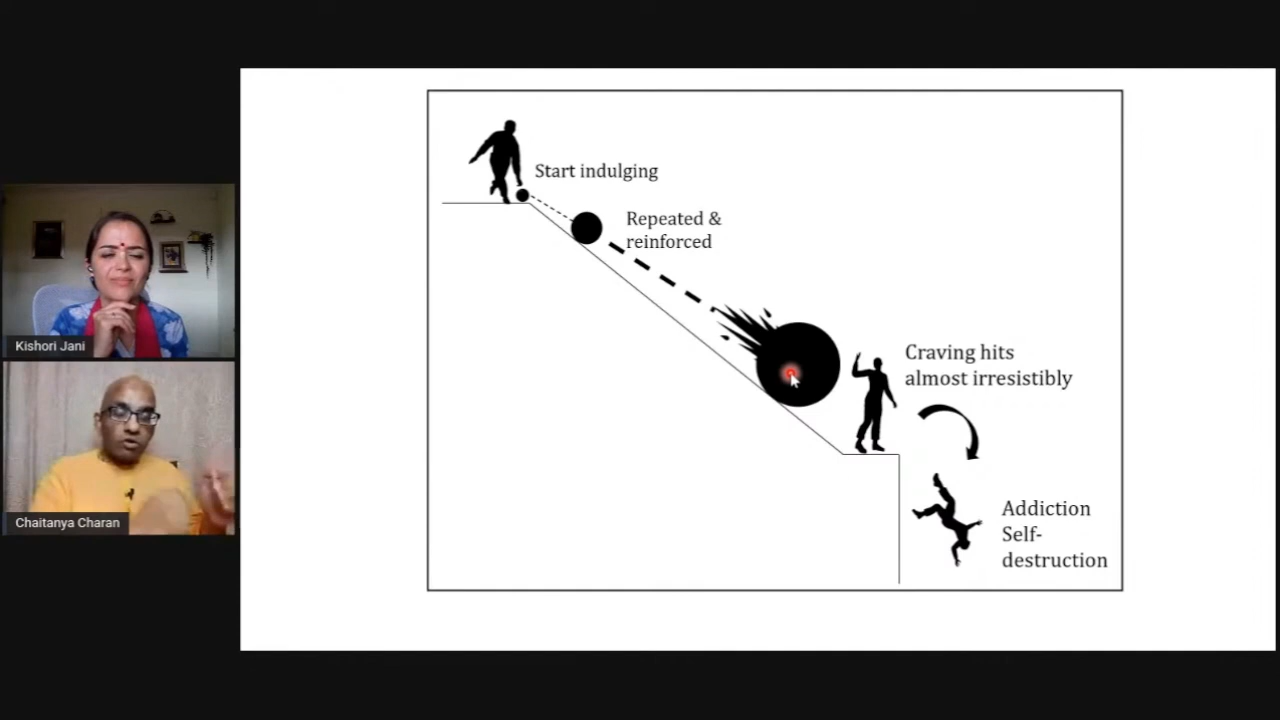 Start indulging
Repeated &
reinforced
Craving hits
almost irresistibly
Addiction
Self-
destruction
Kishori Jani
Chaitanya Charan